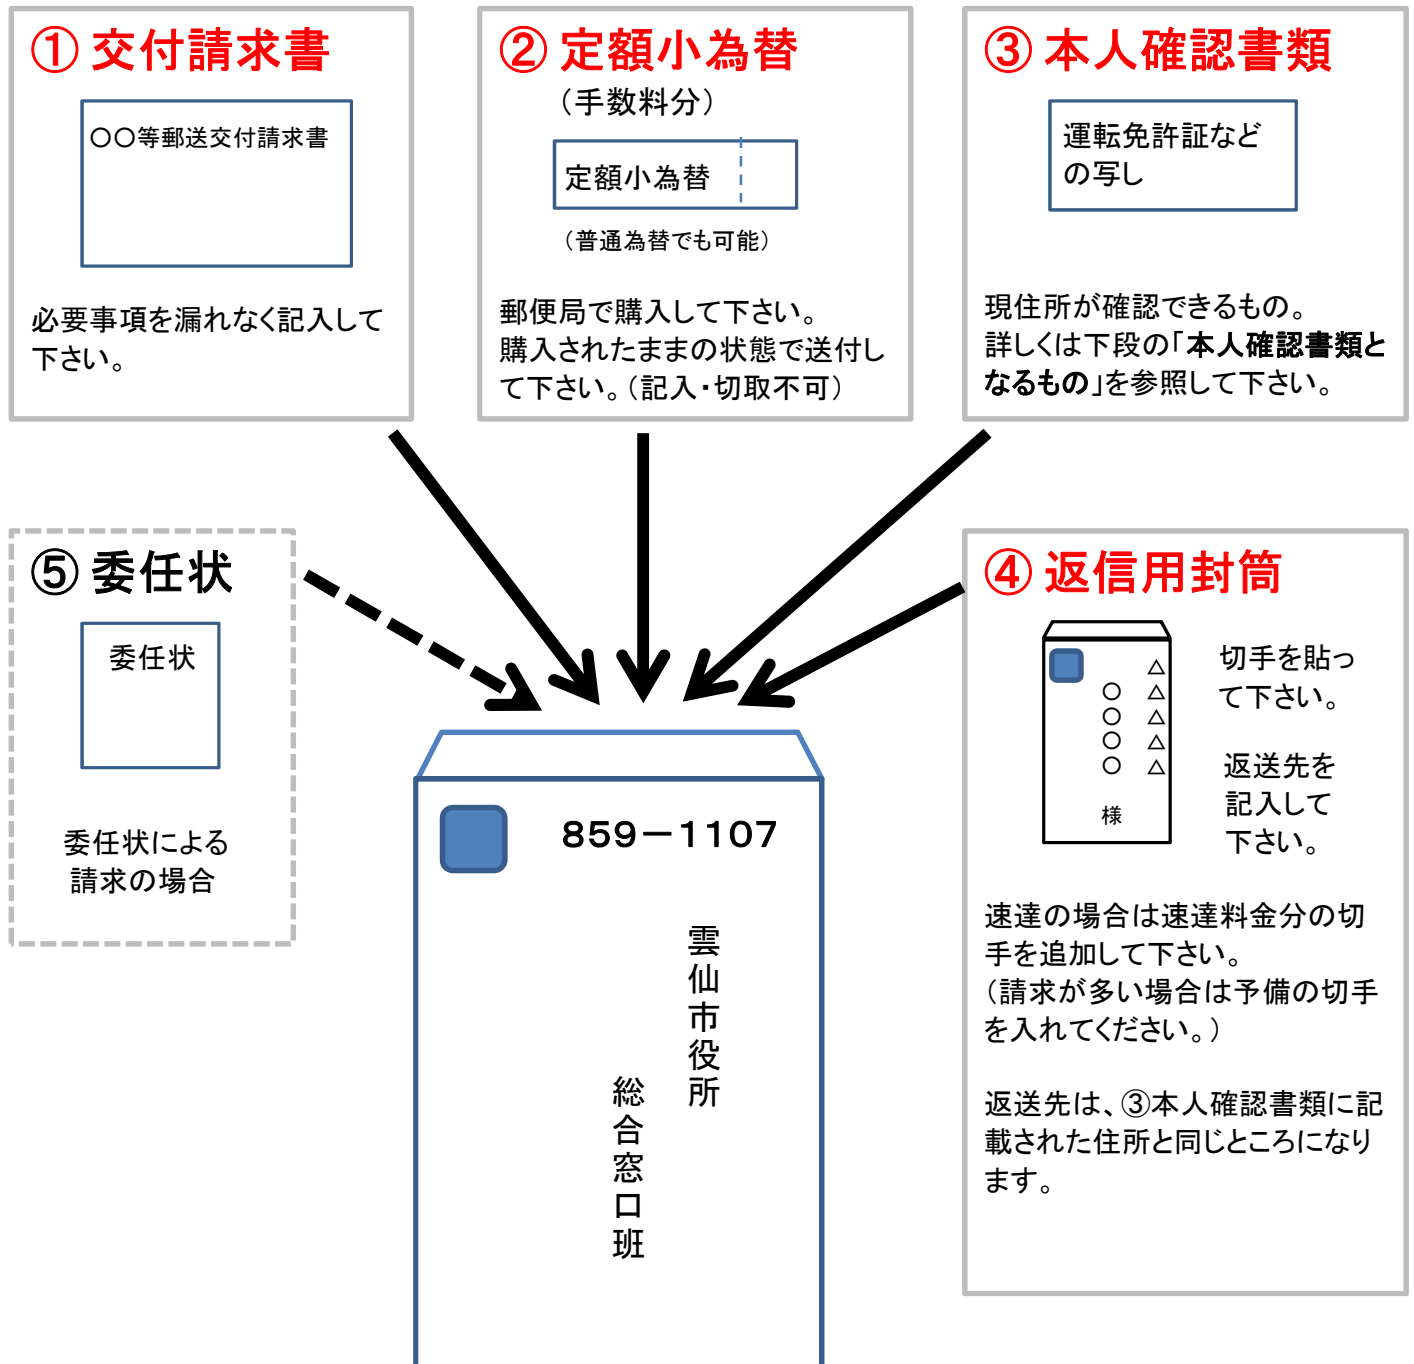 ① 交付請求書
○○等郵送交付請求書
必要事項を漏れなく記入して
下さい。
② 定額小為替
（手数料分）
定額小為替
（普通為替でも可能）
郵便局で購入して下さい。
購入されたままの状態で送付し
て下さい。（記入・切取不可）
③ 本人確認書類
運転免許証など
の写し
現住所が確認できるもの。
詳しくは下段の「本人確認書類と
なるもの」を参照して下さい。
⑤ 委任状
委任状
委任状による
請求の場合
④ 返信用封筒
△△△△△
○○○○ 様
切手を貼っ
て下さい。
返送先を
記入して
下さい。
速達の場合は速達料金分の切
手を追加して下さい。
（請求が多い場合は予備の切手
を入れてください。）
返送先は、③本人確認書類に記
載された住所と同じところになり
ます。
859－1107
雲仙市役所
総合窓口班